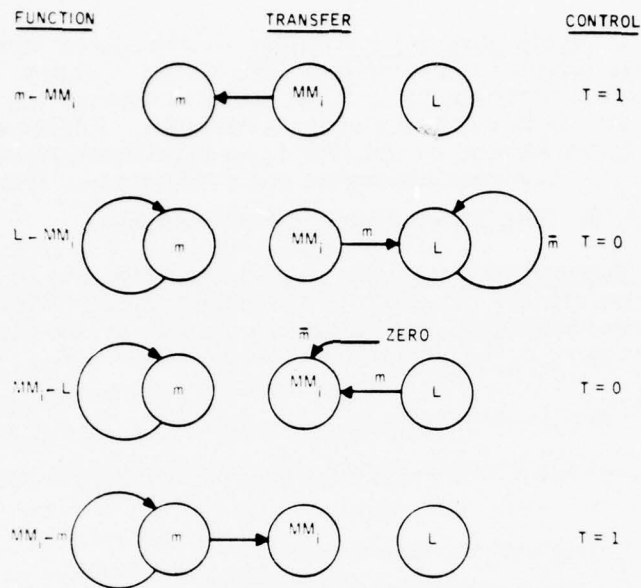 FUNCTION TRANSFER CONTROL
m - MMᵢ m MMᵢ L T = 1
L - MMᵢ m MMᵢ m L m̅ T = 0
m̅ ZERO
MMᵢ - L m MMᵢ m L T = 0
MMᵢ - m m MMᵢ L T = 1